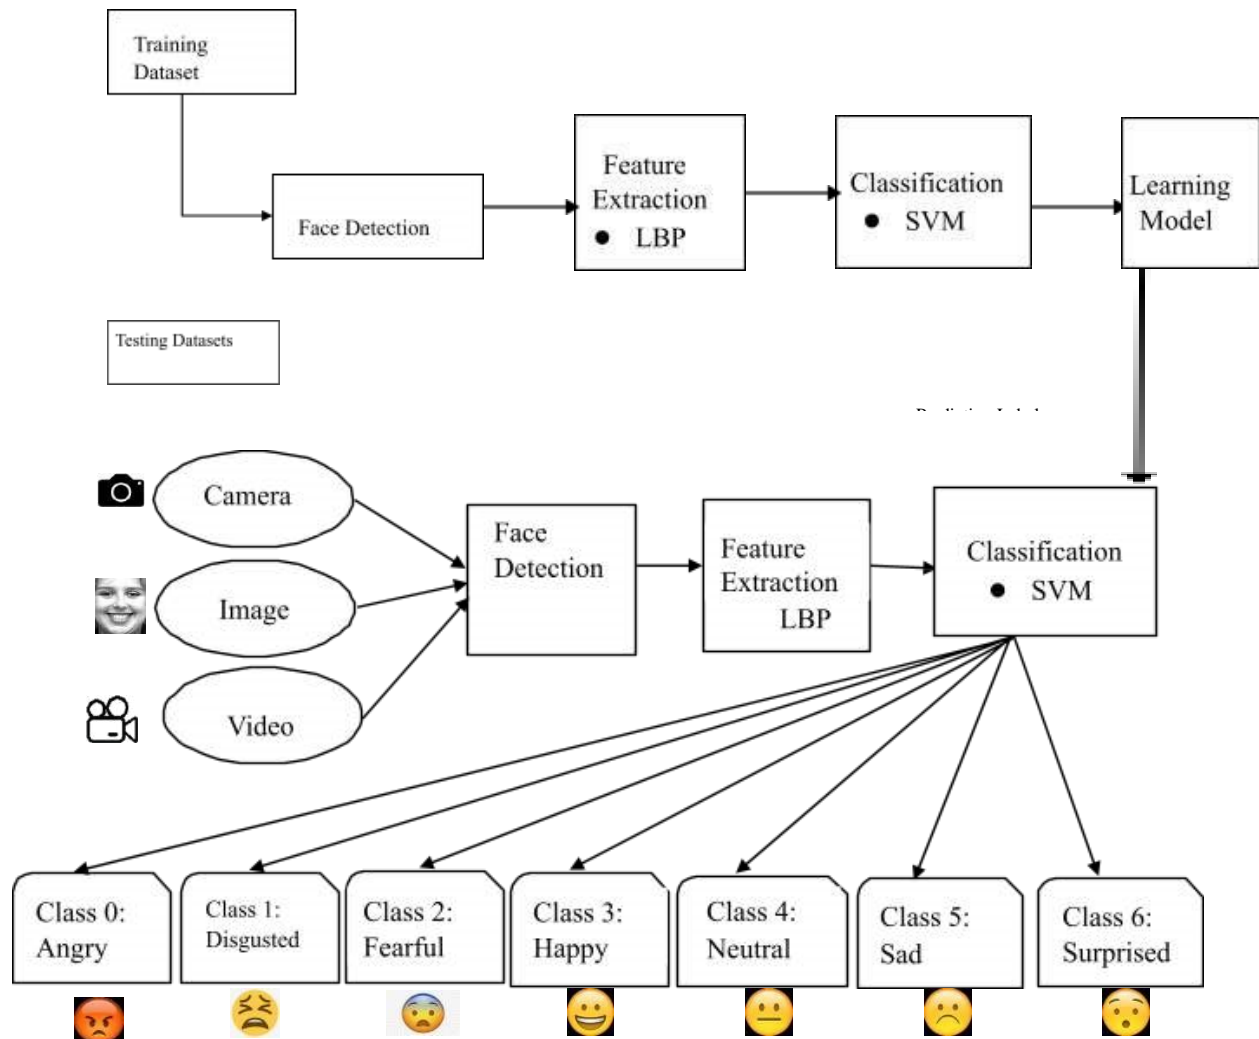 Training
Dataset
Face Detection
Feature
Extraction
● LBP
Classification
● SVM
Learning
Model
Testing Datasets
Camera
Image
Video
Face
Detection
Feature
Extraction
LBP
Classification
● SVM
Class 0:
Angry
Class 1:
Disgusted
Class 2:
Fearful
Class 3:
Happy
Class 4:
Neutral
Class 5:
Sad
Class 6:
Surprised